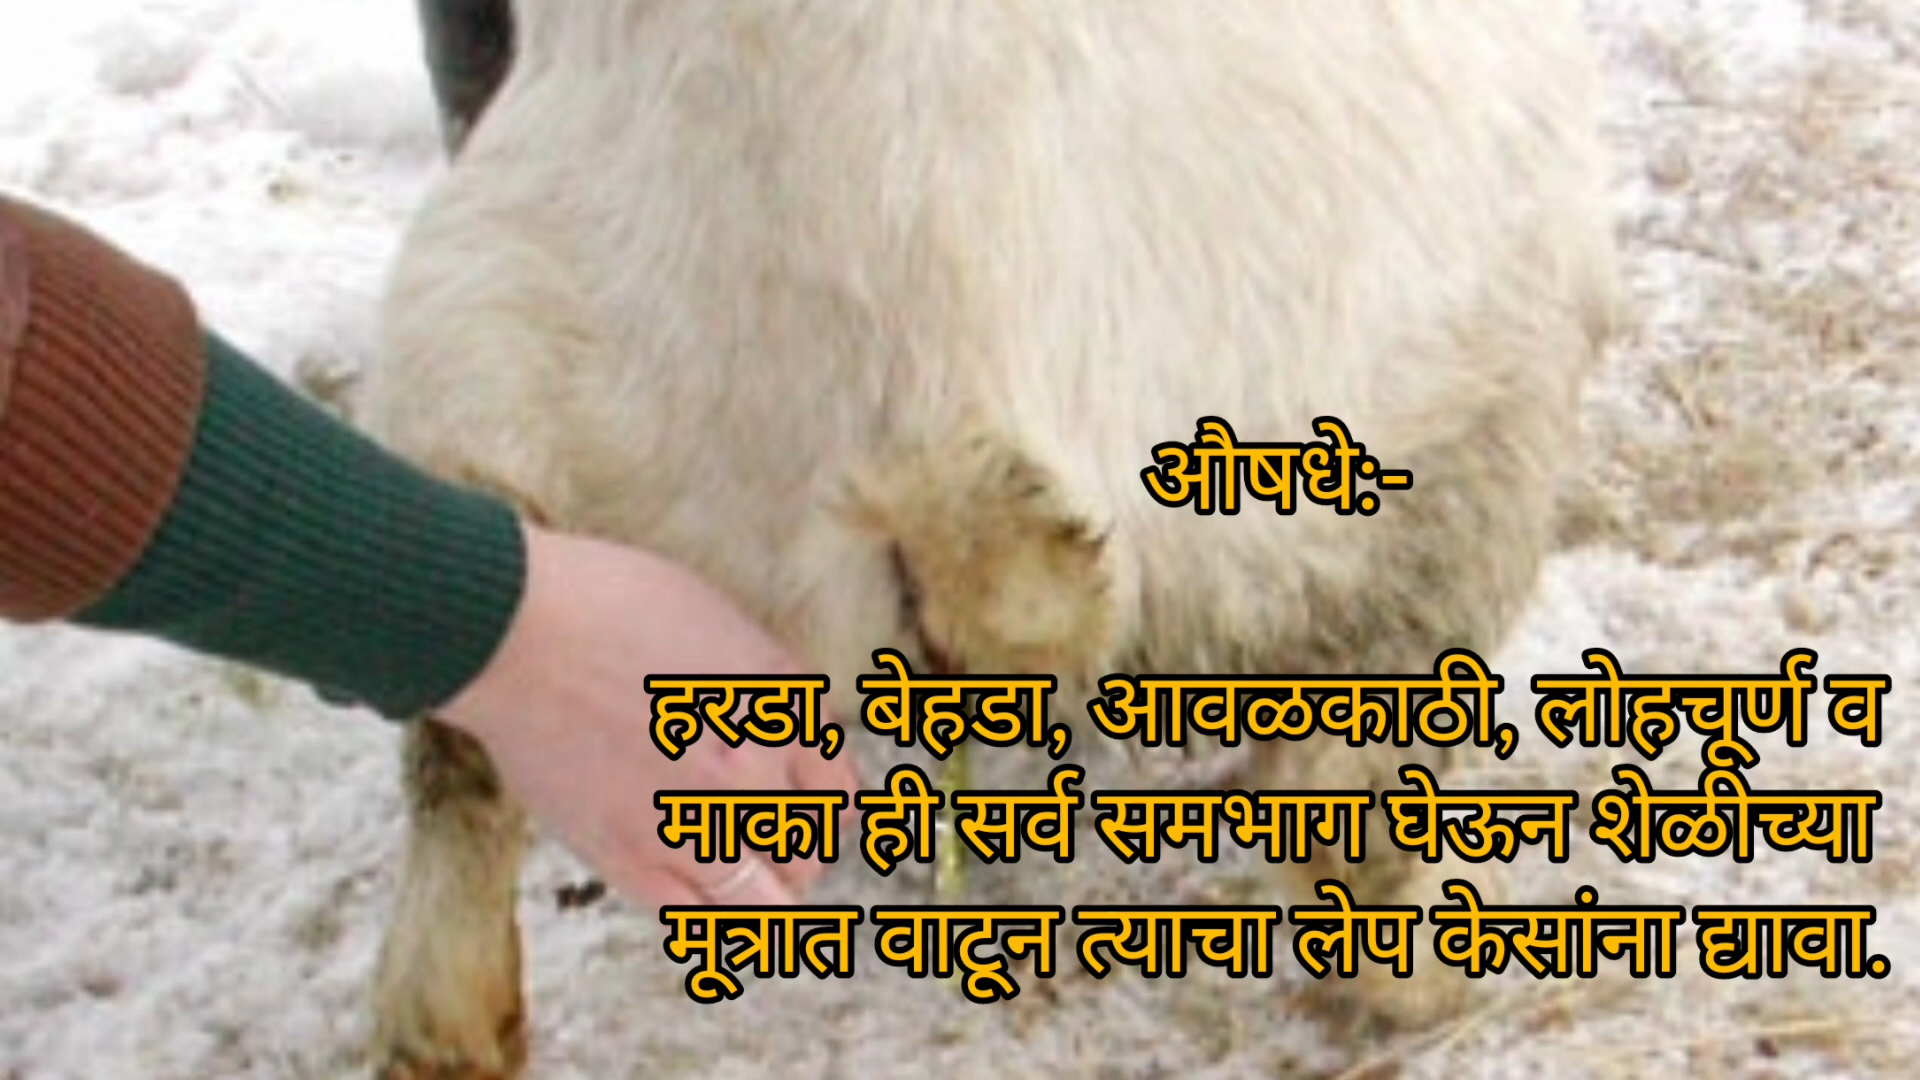 औषधे:-
हरडा, बेहडा, आवळकाठी, लोहचूर्ण व
माका ही सर्व समभाग घेऊन शेळीच्या
मूत्रात वाटून त्याचा लेप केसांना द्यावा.